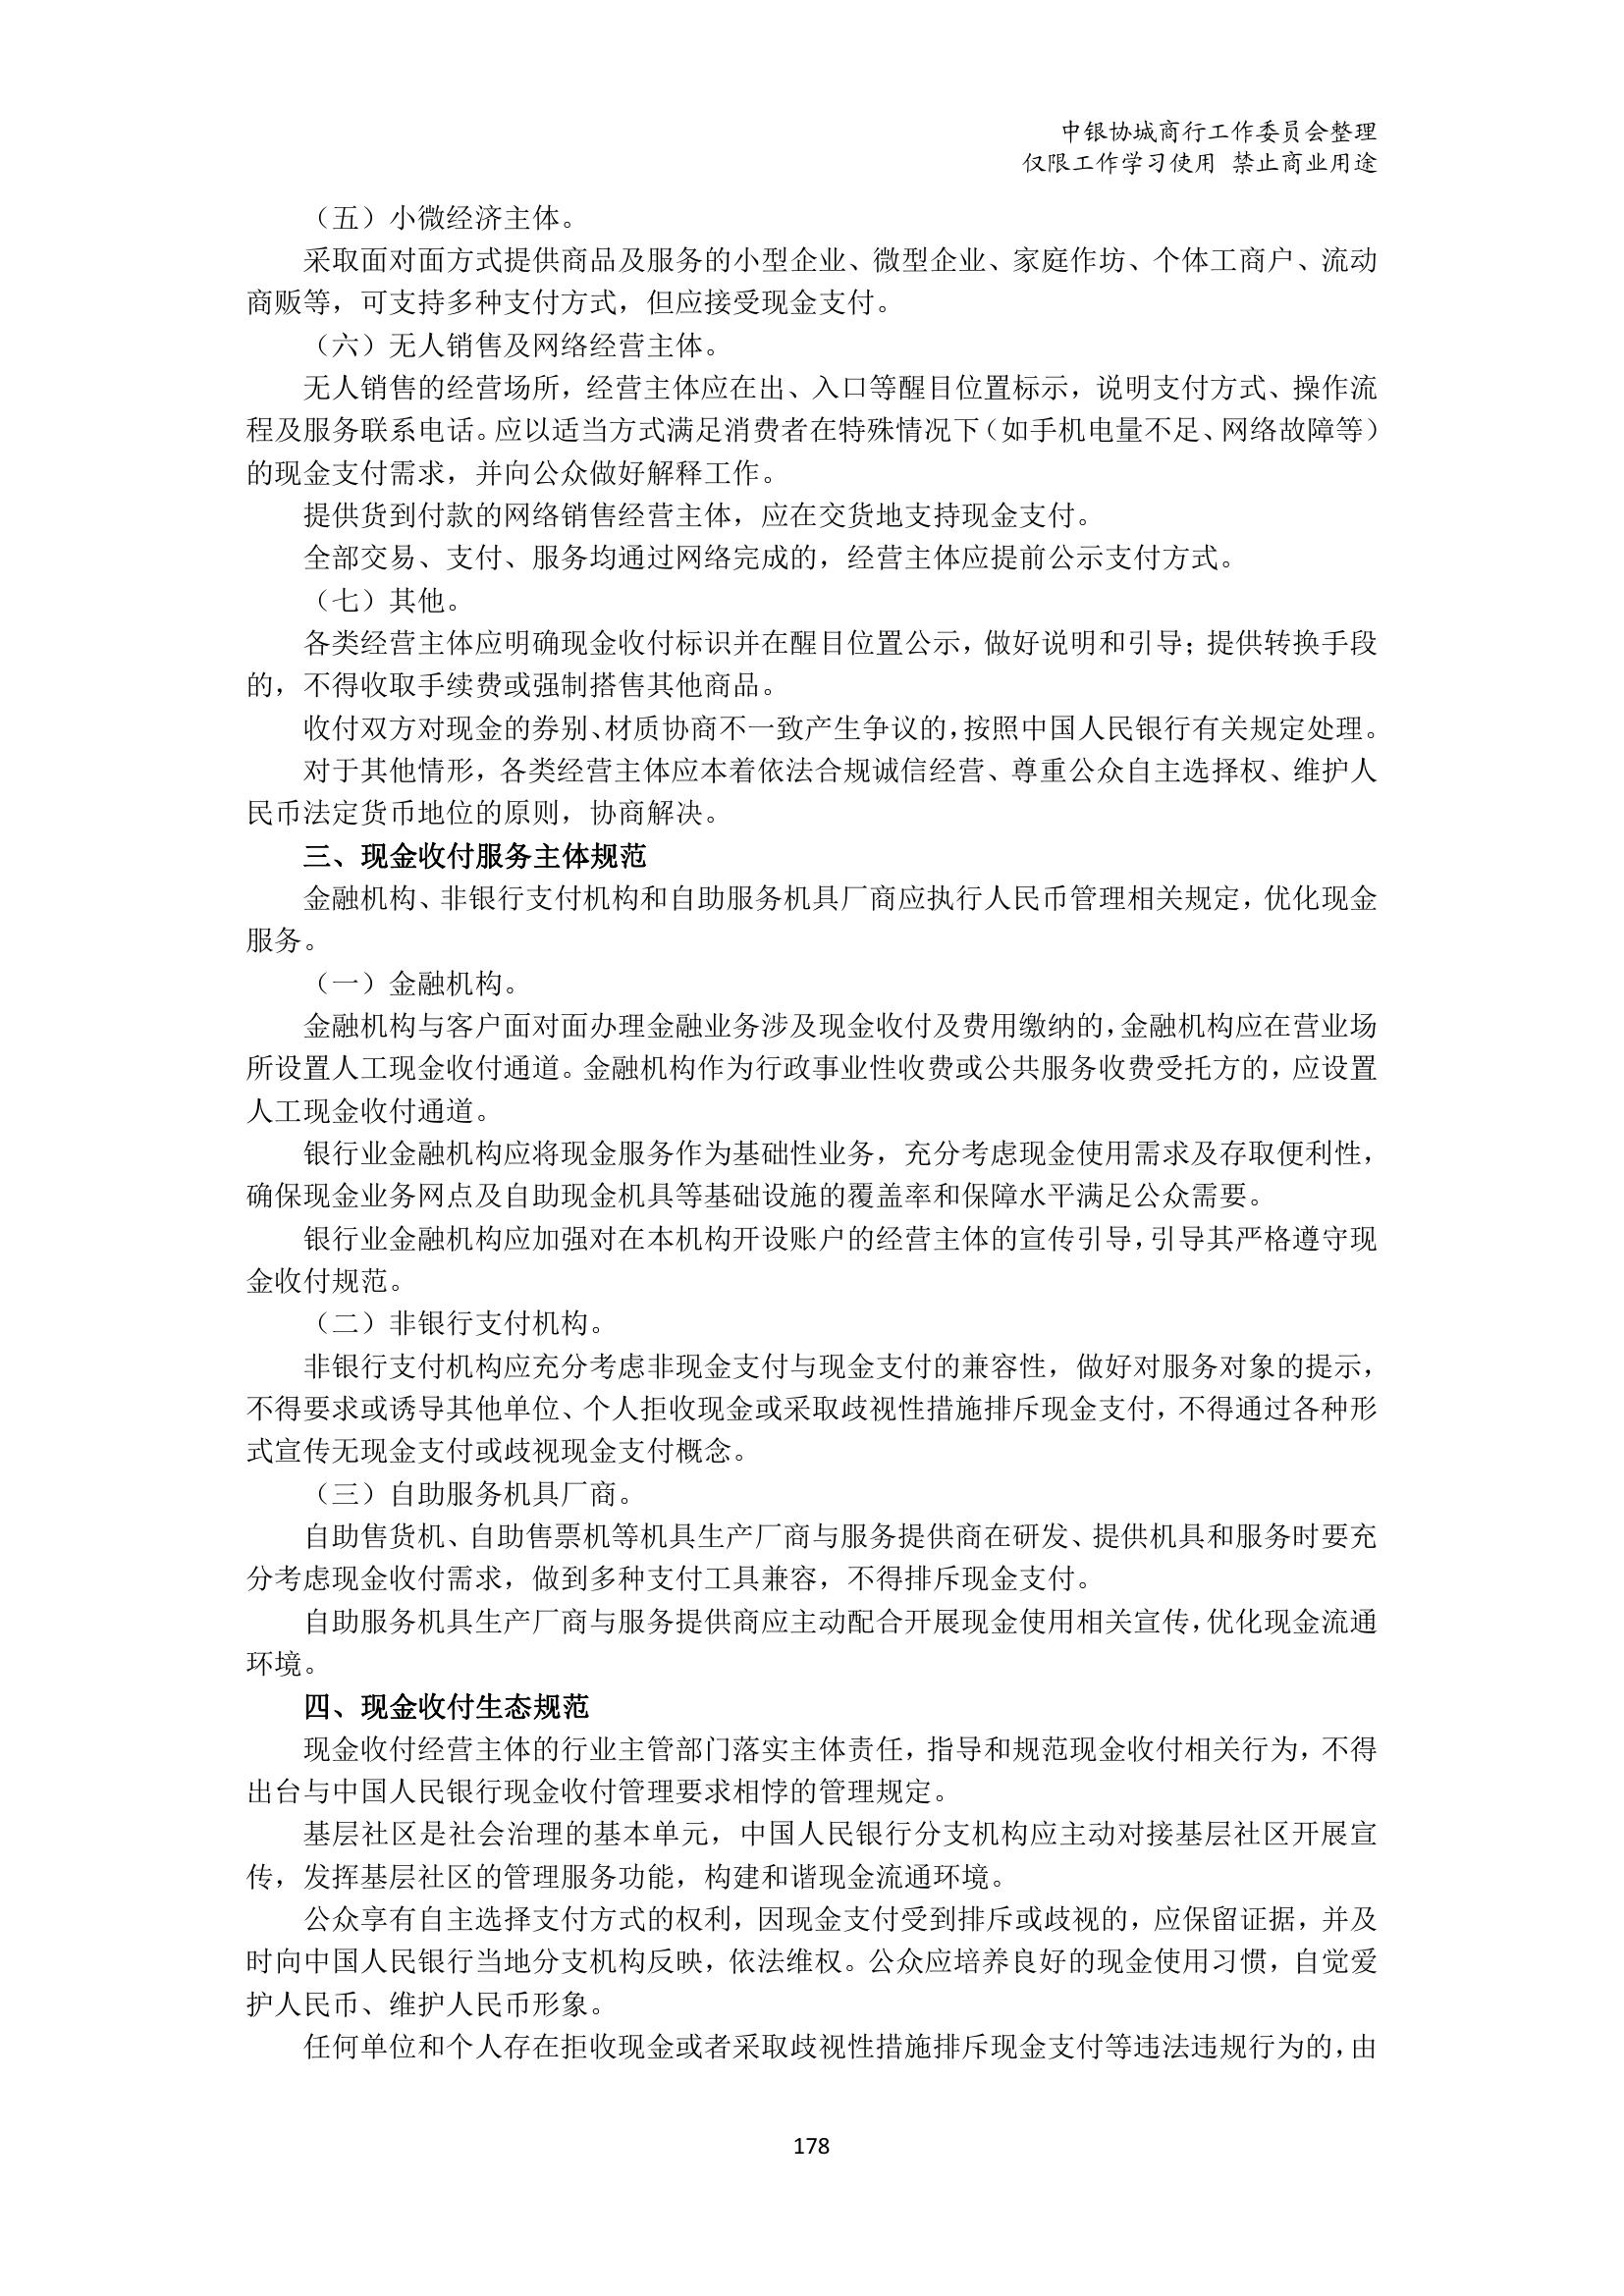 中银协城商行工作委员会整理
仅限工作学习使用 禁止商业用途
（五）小微经济主体。
采取面对面方式提供商品及服务的小型企业、微型企业、家庭作坊、个体工商户、流动
商贩等，可支持多种支付方式，但应接受现金支付。
（六）无人销售及网络经营主体。
无人销售的经营场所，经营主体应在出、入口等醒目位置标示，说明支付方式、操作流
程及服务联系电话。应以适当方式满足消费者在特殊情况下（如手机电量不足、网络故障等）
的现金支付需求，并向公众做好解释工作。
提供货到付款的网络销售经营主体，应在交货地支持现金支付。
全部交易、支付、服务均通过网络完成的，经营主体应提前公示支付方式。
（七）其他。
各类经营主体应明确现金收付标识并在醒目位置公示，做好说明和引导；提供转换手段
的，不得收取手续费或强制搭售其他商品。
收付双方对现金的券别、材质协商不一致产生争议的，按照中国人民银行有关规定处理。
对于其他情形，各类经营主体应本着依法合规诚信经营、尊重公众自主选择权、维护人
民币法定货币地位的原则，协商解决。
三、现金收付服务主体规范
金融机构、非银行支付机构和自助服务机具厂商应执行人民币管理相关规定，优化现金
服务。
（一）金融机构。
金融机构与客户面对面办理金融业务涉及现金收付及费用缴纳的，金融机构应在营业场
所设置人工现金收付通道。金融机构作为行政事业性收费或公共服务收费受托方的，应设置
人工现金收付通道。
银行业金融机构应将现金服务作为基础性业务，充分考虑现金使用需求及存取便利性，
确保现金业务网点及自助现金机具等基础设施的覆盖率和保障水平满足公众需要。
银行业金融机构应加强对在本机构开设账户的经营主体的宣传引导，引导其严格遵守现
金收付规范。
（二）非银行支付机构。
非银行支付机构应充分考虑非现金支付与现金支付的兼容性，做好对服务对象的提示，
不得要求或诱导其他单位、个人拒收现金或采取歧视性措施排斥现金支付，不得通过各种形
式宣传无现金支付或歧视现金支付概念。
（三）自助服务机具厂商。
自助售货机、自助售票机等机具生产厂商与服务提供商在研发、提供机具和服务时要充
分考虑现金收付需求，做到多种支付工具兼容，不得排斥现金支付。
自助服务机具生产厂商与服务提供商应主动配合开展现金使用相关宣传，优化现金流通
环境。
四、现金收付生态规范
现金收付经营主体的行业主管部门落实主体责任，指导和规范现金收付相关行为，不得
出台与中国人民银行现金收付管理要求相悖的管理规定。
基层社区是社会治理的基本单元，中国人民银行分支机构应主动对接基层社区开展宣
传，发挥基层社区的管理服务功能，构建和谐现金流通环境。
公众享有自主选择支付方式的权利，因现金支付受到排斥或歧视的，应保留证据，并及
时向中国人民银行当地分支机构反映，依法维权。公众应培养良好的现金使用习惯，自觉爱
护人民币、维护人民币形象。
任何单位和个人存在拒收现金或者采取歧视性措施排斥现金支付等违法违规行为的，由
178